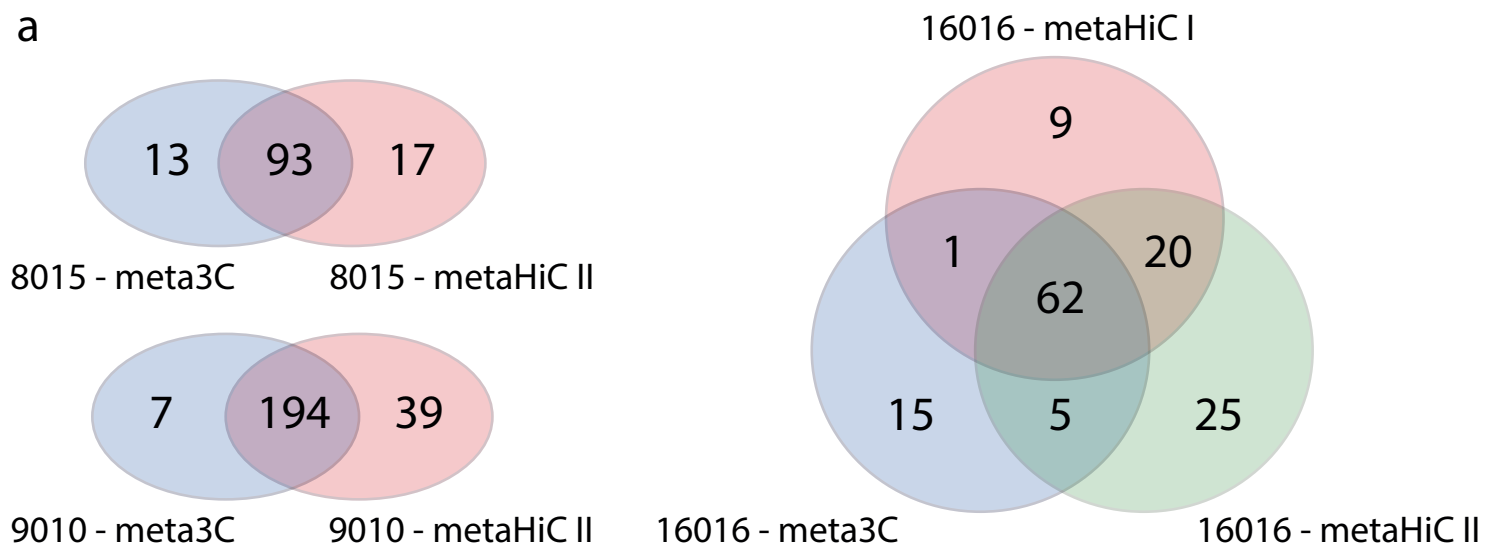 a
13 93 17
8015 - meta3C 8015 - metaHiC II
7 194 39
9010 - meta3C 9010 - metaHiC II
16016 - metaHiC I
9
1 20
62
15 5 25
16016 - meta3C 16016 - metaHiC II